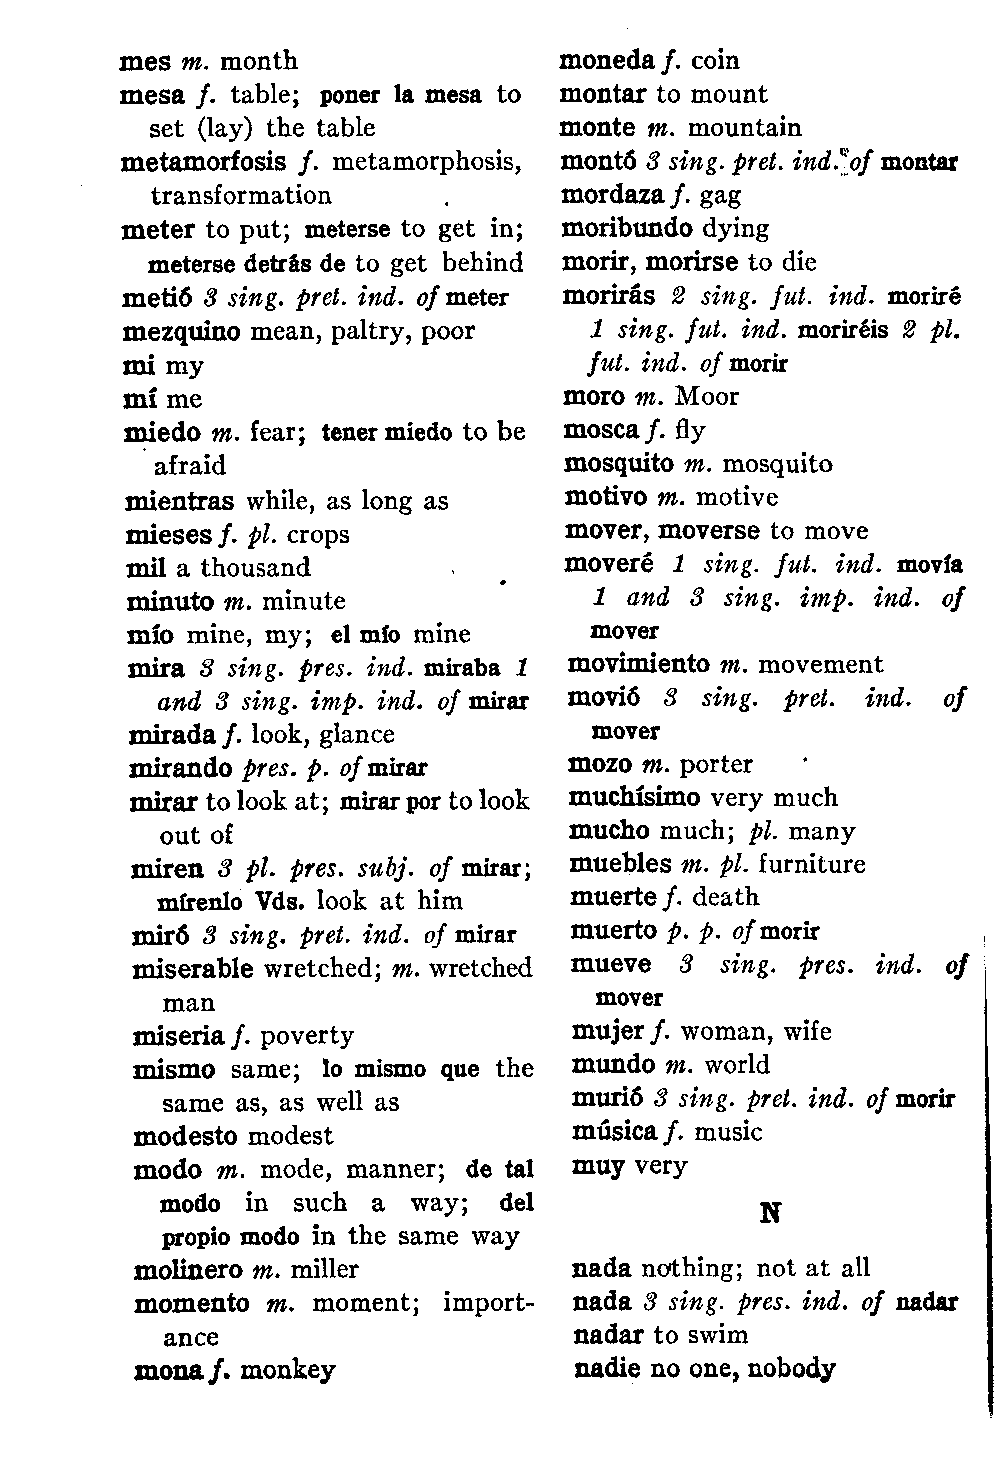 mes m. month
mesa f. table; poner la mesa to
set (lay) the table
metamorfosis f. metamorphosis,
transformation
meter to put; meterse to get in;
meterse detrás de to get behind
metió 3 sing. pret. ind. of meter
mezquino mean, paltry, poor
mi my
mí me
miedo m. fear; tener miedo to be
afraid
mientras while, as long as
mieses f. pl. crops
mil a thousand
minuto m. minute
mío mine, my; el mío mine
mira 3 sing. pres. ind. miraba 1
and 3 sing. imp. ind. of mirar
mirada f. look, glance
mirando pres. p. of mirar
mirar to look at; mirar por to look
out of
miren 3 pl. pres. subj. of mirar;
mírenlo Vds. look at him
miró 3 sing. pret. ind. of mirar
miserable wretched; m. wretched
man
miseria f. poverty
mismo same; lo mismo que the
same as, as well as
modesto modest
modo m. mode, manner; de tal
modo in such a way; del
propio modo in the same way
molinero m. miller
momento m. moment; import-
ance
mona f. monkey
moneda f. coin
montar to mount
monte m. mountain
montó 3 sing. pret. ind. of montar
mordaza f. gag
moribundo dying
morir, morirse to die
morirás 2 sing. fut. ind. moriré
1 sing. fut. ind. moriréis 2 pl.
fut. ind. of morir
moro m. Moor
mosca f. fly
mosquito m. mosquito
motivo m. motive
mover, moverse to move
moveré 1 sing. fut. ind. movía
1 and 3 sing. imp. ind. of
mover
movimiento m. movement
movió 3 sing. pret. ind. of
mover
mozo m. porter
muchísimo very much
mucho much; pl. many
muebles m. pl. furniture
muerte f. death
muerto p. p. of morir
mueve 3 sing. pres. ind. of
mover
mujer f. woman, wife
mundo m. world
murió 3 sing. pret. ind. of morir
música f. music
muy very
N
nada nothing; not at all
nada 3 sing. pres. ind. of nadar
nadar to swim
nadie no one, nobody